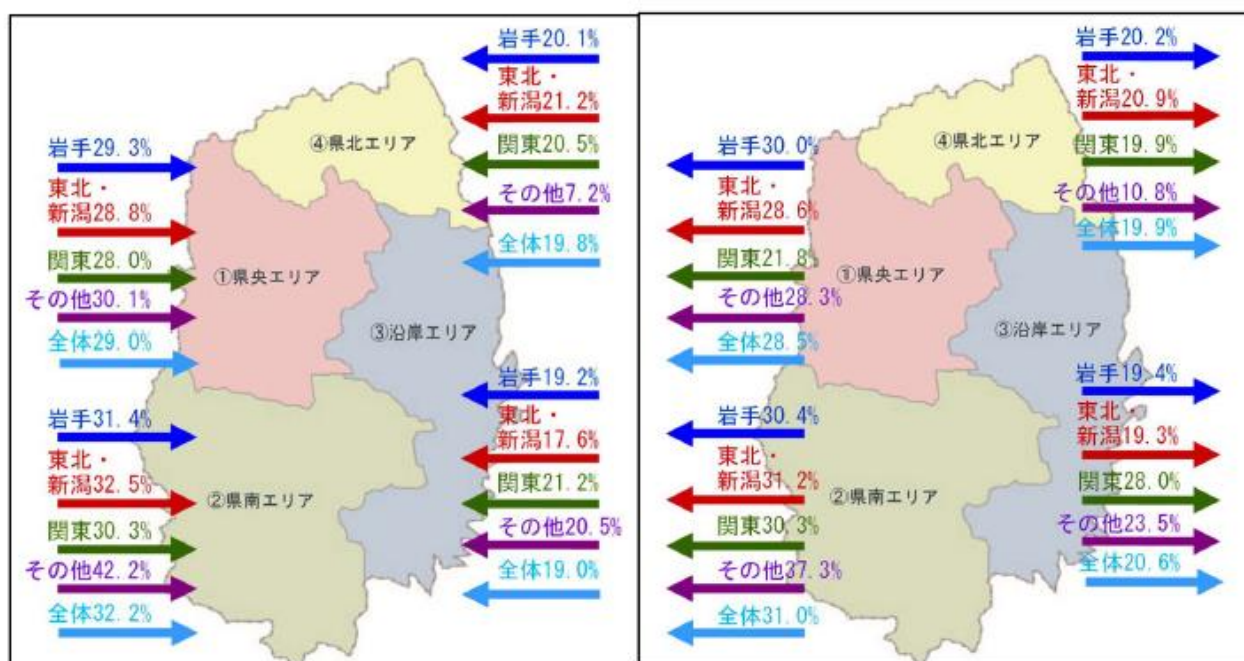 岩手20.1%
東北・
新潟21.2%
関東20.5%
その他7.2%
全体19.8%
④県北エリア
岩手29.3%
東北・
新潟28.8%
関東28.0%
その他30.1%
全体29.0%
①県央エリア
③沿岸エリア
岩手19.2%
東北・
新潟17.6%
関東21.2%
その他20.5%
全体19.0%
岩手31.4%
東北・
新潟32.5%
関東30.3%
その他42.2%
全体32.2%
②県南エリア
岩手20.2%
東北・
新潟20.9%
関東19.9%
その他10.8%
全体19.9%
④県北エリア
岩手30.0%
東北・
新潟28.6%
関東21.8%
その他28.3%
全体28.5%
①県央エリア
③沿岸エリア
岩手19.4%
東北・
新潟19.3%
関東28.0%
その他23.5%
全体20.6%
岩手30.4%
東北・
新潟31.2%
関東30.3%
その他37.3%
全体31.0%
②県南エリア